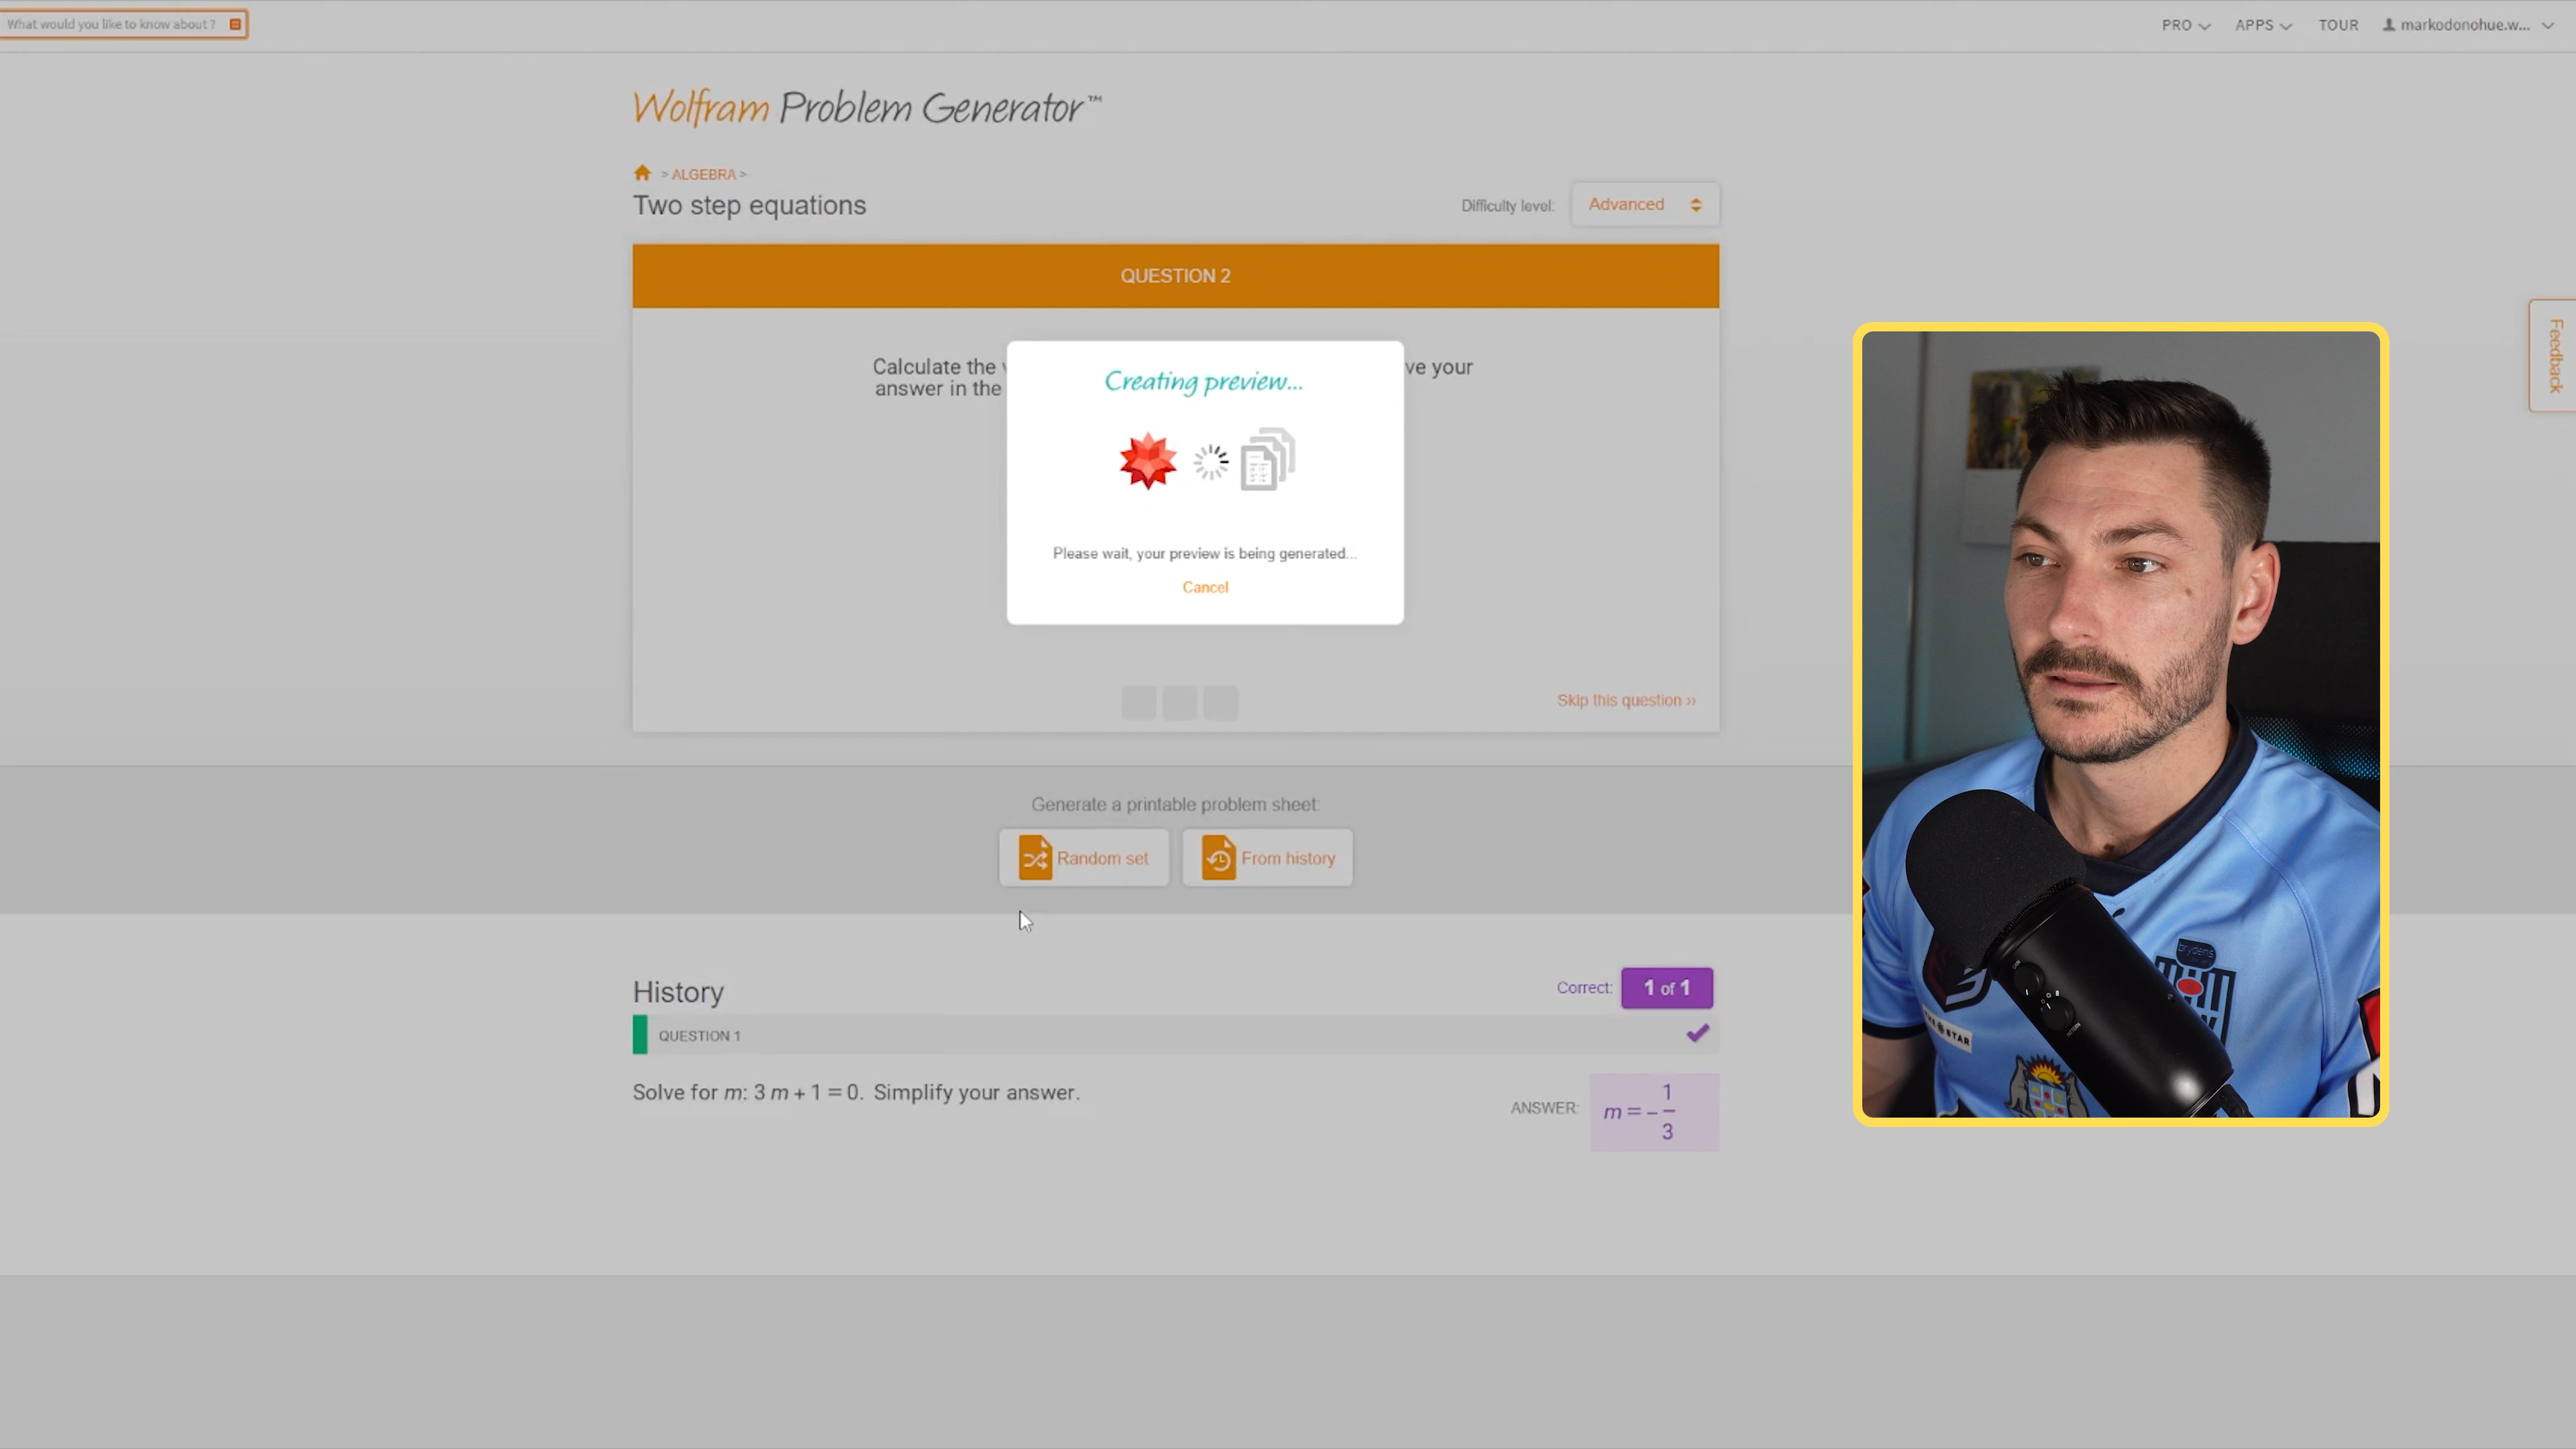 What would you like to know about ?
PRO
APPS
TOUR
markodonohue.w...
Wolfram Problem Generator™
> ALGEBRA >
Two step equations
Difficulty level:
Advanced
QUESTION 2
Calculate the
ve your
answer in the
Creating preview...
Please wait, your preview is being generated...
Cancel
Skip this question ››
Feedback
Generate a printable problem sheet:
Random set
From history
History
Correct:
1 of 1
QUESTION 1
Solve for m: 3 m + 1 = 0. Simplify your answer.
ANSWER:
m = - 1/3
brydens
THE STAR